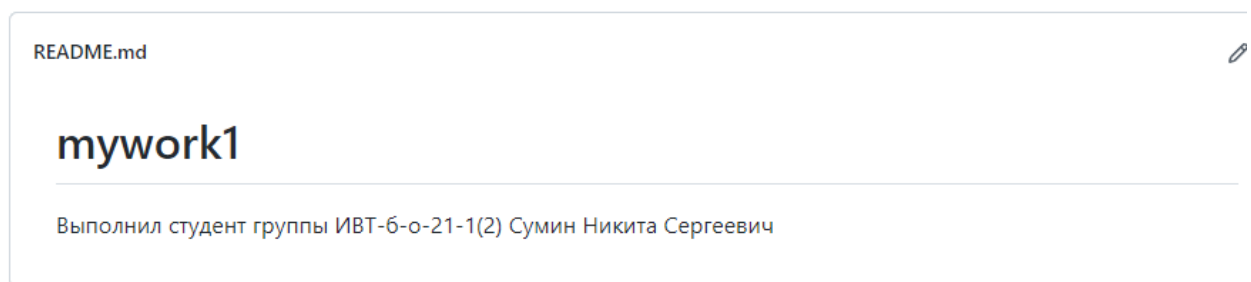 README.md
mywork1
Выполнил студент группы ИВТ-б-о-21-1(2) Сумин Никита Сергеевич